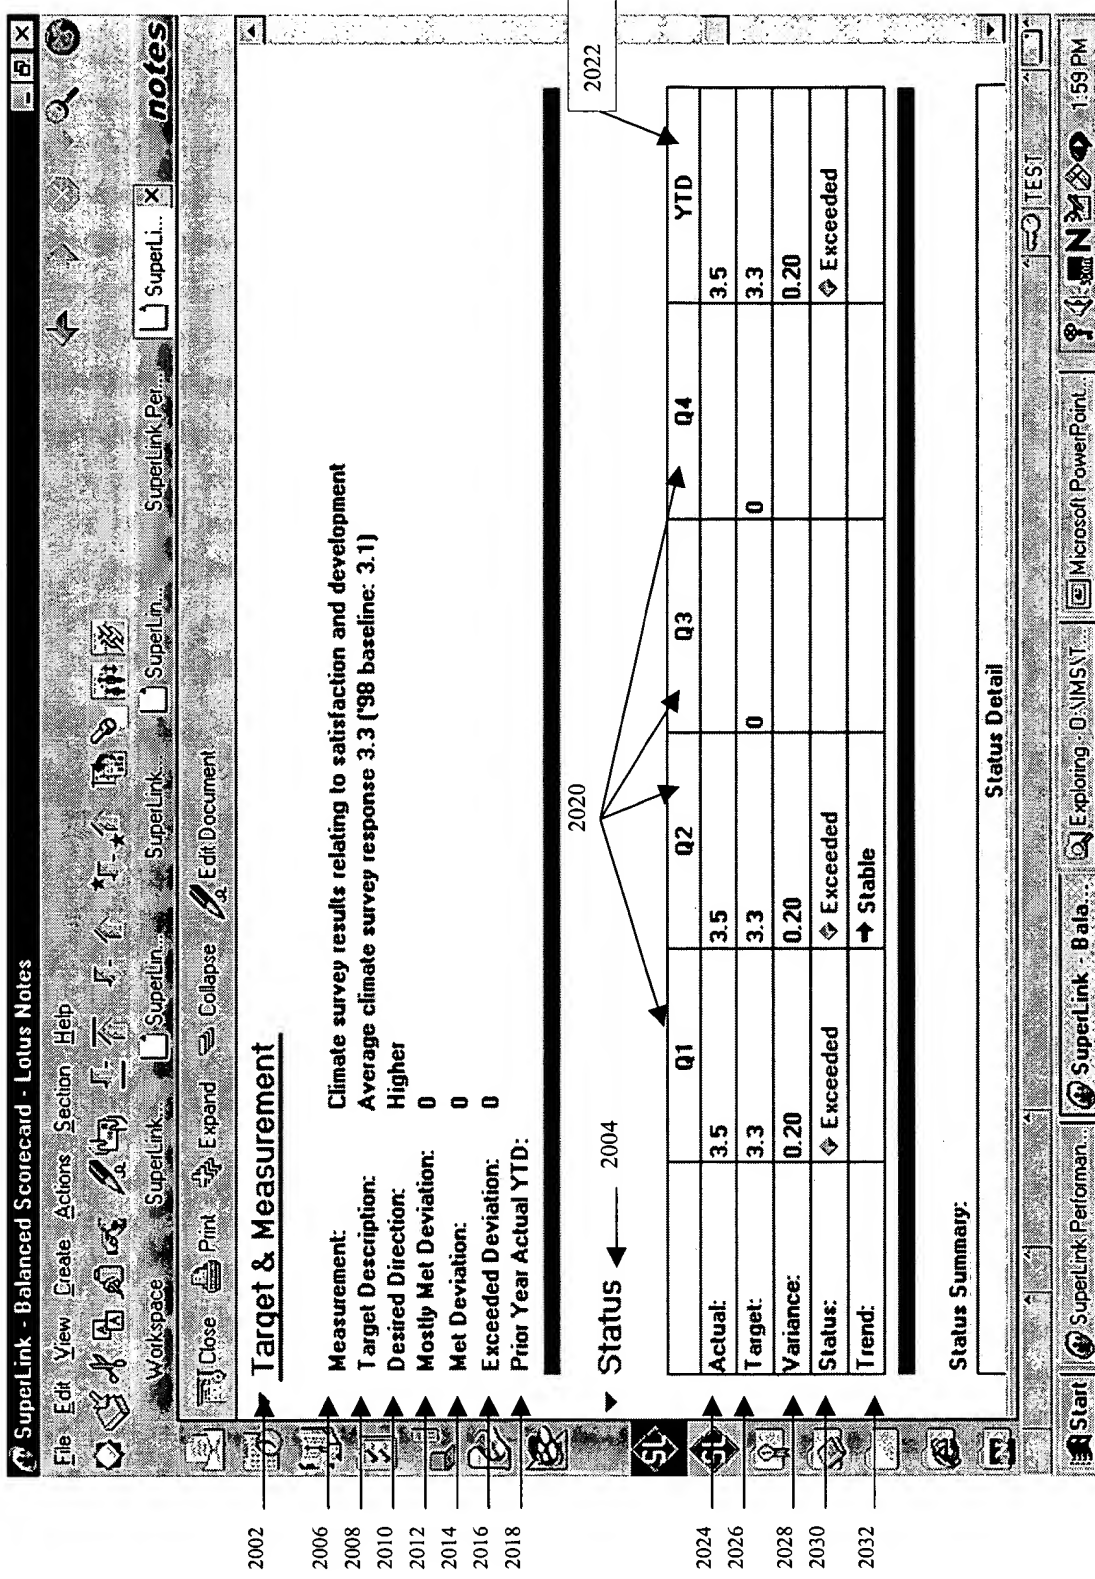 SuperLink - Balanced Scorecard - Lotus Notes
File Edit View Create Actions Section Help
Workspace SuperLink... SuperLin... SuperLink... SuperLin... SuperLink Per... SuperLi... notes
Close Print Expand Collapse Edit Document
2002 Target & Measurement
2006 Measurement: Climate survey results relating to satisfaction and development
2008 Target Description: Average climate survey response 3.3 ('98 baseline: 3.1)
2010 Desired Direction: Higher
2012 Mostly Met Deviation: 0
2014 Met Deviation: 0
2016 Exceeded Deviation: 0
2018 Prior Year Actual YTD:
2020
2022
Status 2004
Q1 Q2 Q3 Q4 YTD
2024 Actual: 3.5 3.5 3.5
2026 Target: 3.3 3.3 0 0 3.3
2028 Variance: 0.20 0.20 0.20
2030 Status: Exceeded Exceeded Exceeded
2032 Trend: Stable
SL
SL
Status Summary:
Status Detail
TEST
Start SuperLink Performan... SuperLink - Bala... Exploring - D:\IMS\T... Microsoft PowerPoint... N 1:59 PM